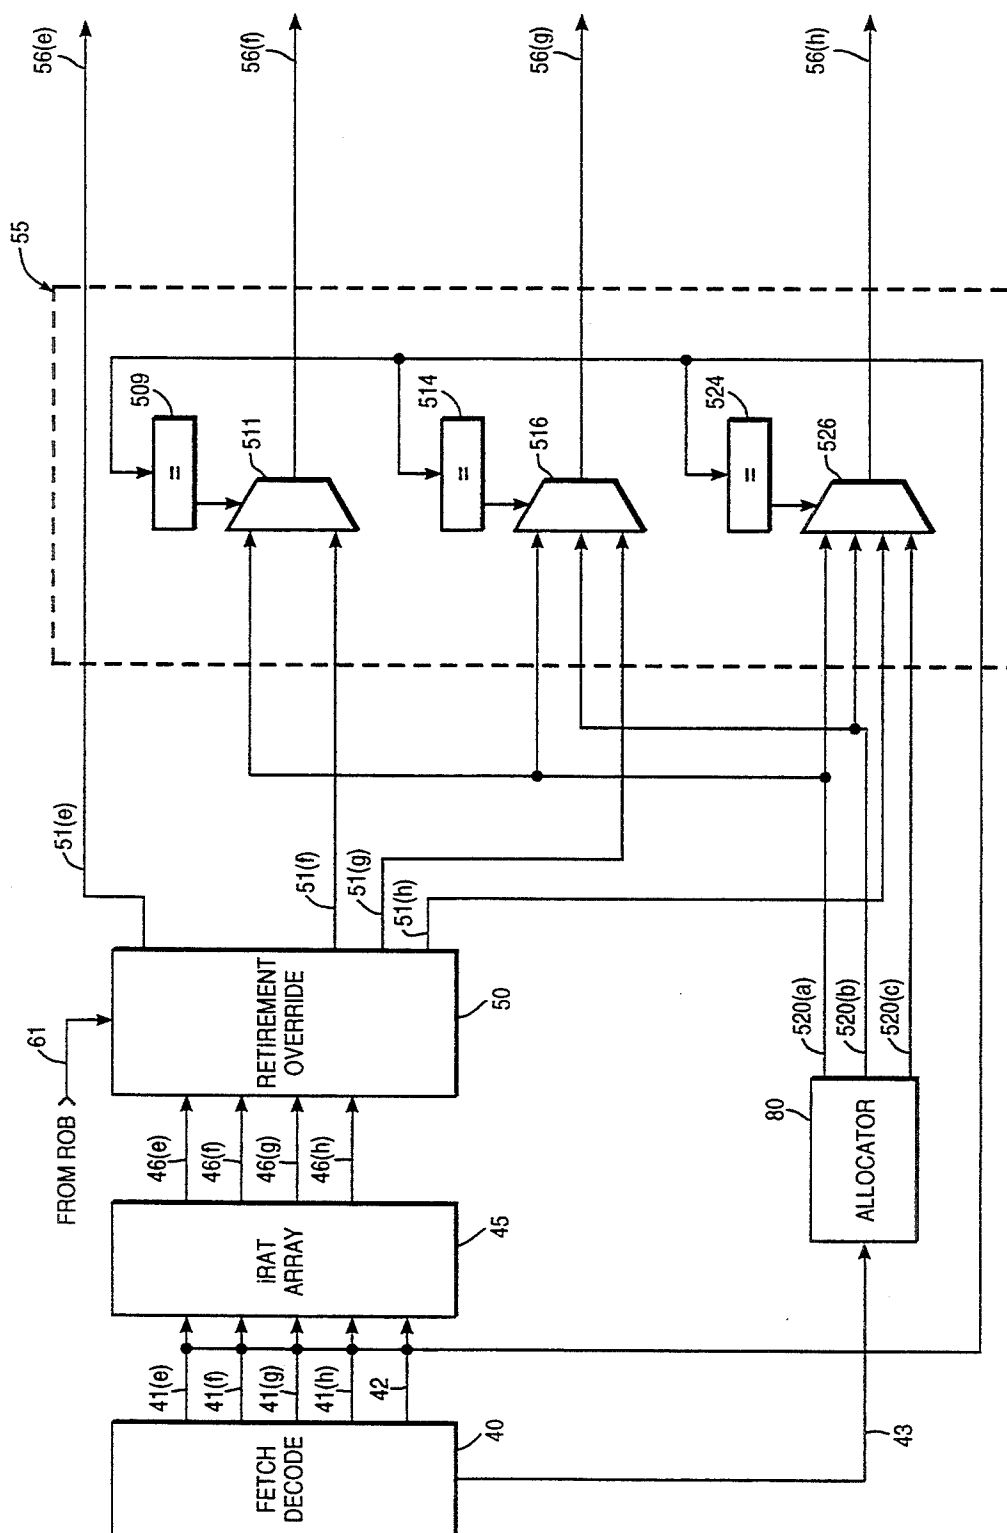 56(e)
56(f)
56(g)
56(h)
55
509
=
511
514
=
516
524
=
526
51(e)
51(f)
51(g)
51(h)
FROM ROB
61
RETIREMENT
OVERRIDE
50
520(a)
520(b)
520(c)
80
ALLOCATOR
46(e)
46(f)
46(g)
46(h)
iRAT
ARRAY
45
41(e)
41(f)
41(g)
41(h)
42
43
FETCH
DECODE
40